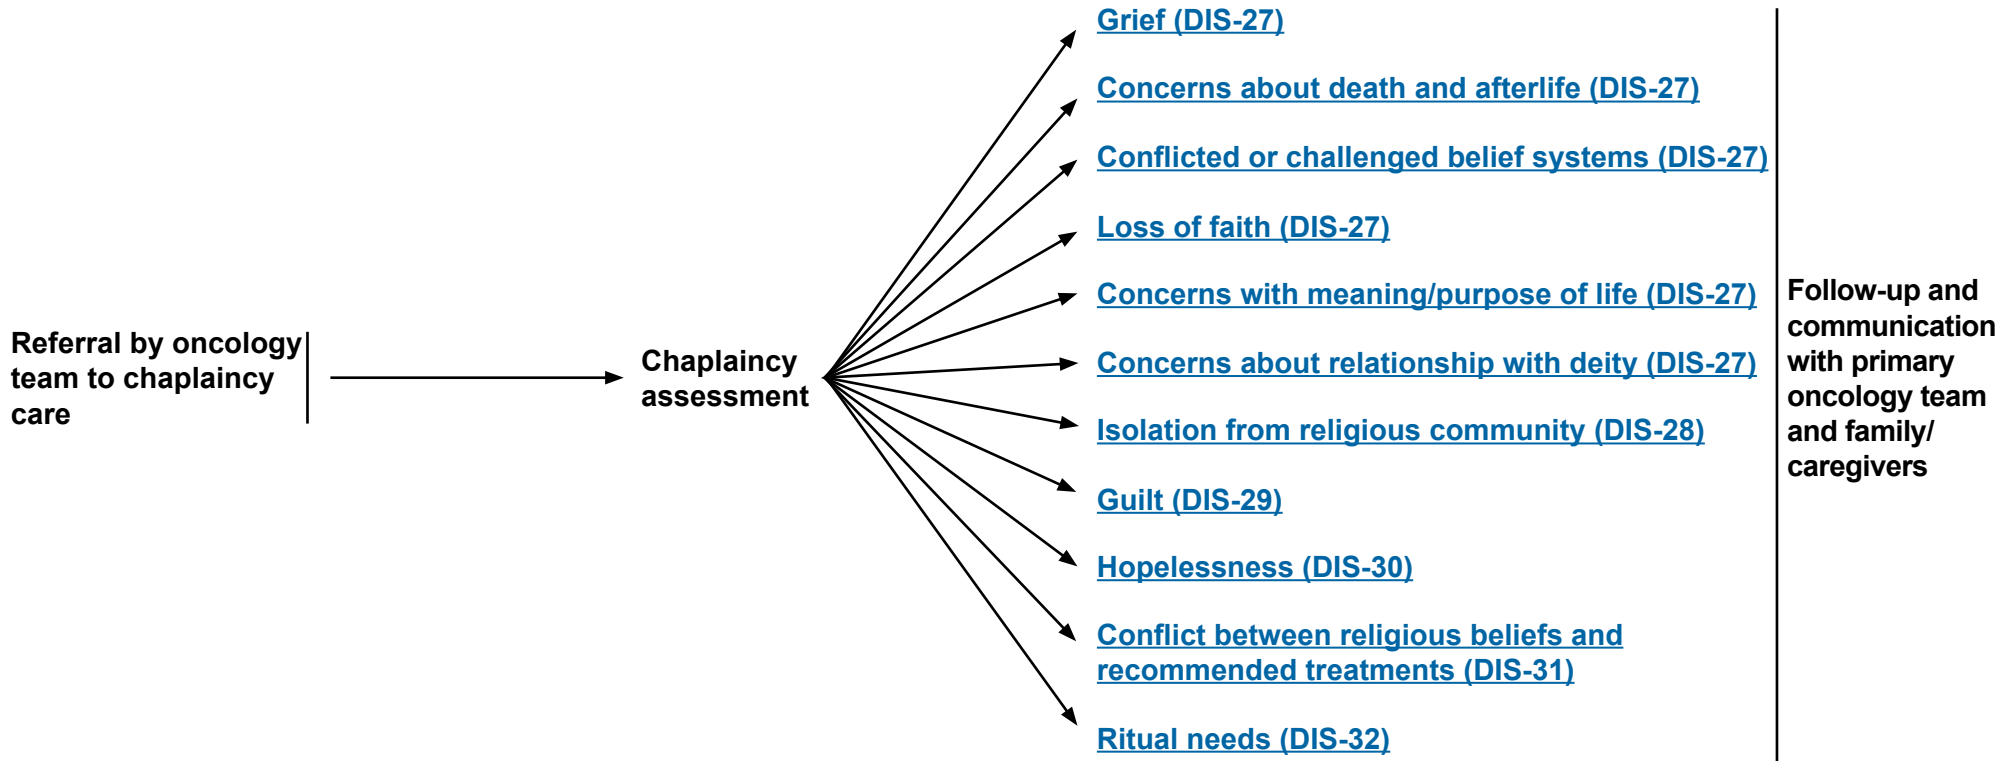 Referral by oncology
team to chaplaincy
care
Chaplaincy
assessment
Grief (DIS-27)
Concerns about death and afterlife (DIS-27)
Conflicted or challenged belief systems (DIS-27)
Loss of faith (DIS-27)
Concerns with meaning/purpose of life (DIS-27)
Concerns about relationship with deity (DIS-27)
Isolation from religious community (DIS-28)
Guilt (DIS-29)
Hopelessness (DIS-30)
Conflict between religious beliefs and
recommended treatments (DIS-31)
Ritual needs (DIS-32)
Follow-up and
communication
with primary
oncology team
and family/
caregivers